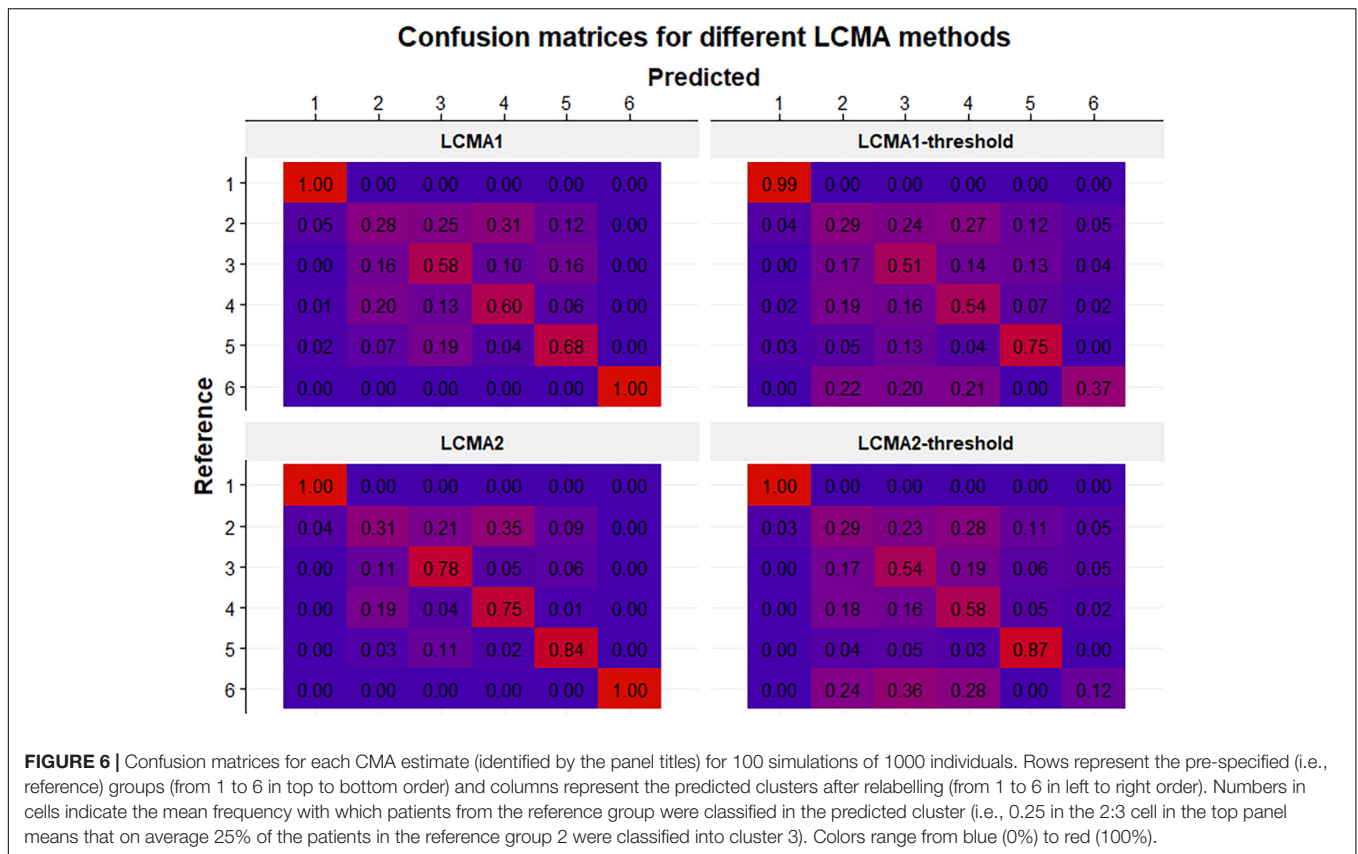 Confusion matrices for different LCMA methods
Predicted
1 2 3 4 5 6 1 2 3 4 5 6
LCMA1 LCMA1-threshold
1 1.00 0.00 0.00 0.00 0.00 0.00 0.99 0.00 0.00 0.00 0.00 0.00
2 0.05 0.28 0.25 0.31 0.12 0.00 0.04 0.29 0.24 0.27 0.12 0.05
3 0.00 0.16 0.58 0.10 0.16 0.00 0.00 0.17 0.51 0.14 0.13 0.04
4 0.01 0.20 0.13 0.60 0.06 0.00 0.02 0.19 0.16 0.54 0.07 0.02
5 0.02 0.07 0.19 0.04 0.68 0.00 0.03 0.05 0.13 0.04 0.75 0.00
6 0.00 0.00 0.00 0.00 0.00 1.00 0.00 0.22 0.20 0.21 0.00 0.37
Reference
LCMA2 LCMA2-threshold
1 1.00 0.00 0.00 0.00 0.00 0.00 1.00 0.00 0.00 0.00 0.00 0.00
2 0.04 0.31 0.21 0.35 0.09 0.00 0.03 0.29 0.23 0.28 0.11 0.05
3 0.00 0.11 0.78 0.05 0.06 0.00 0.00 0.17 0.54 0.19 0.06 0.05
4 0.00 0.19 0.04 0.75 0.01 0.00 0.00 0.18 0.16 0.58 0.05 0.02
5 0.00 0.03 0.11 0.02 0.84 0.00 0.00 0.04 0.05 0.03 0.87 0.00
6 0.00 0.00 0.00 0.00 0.00 1.00 0.00 0.24 0.36 0.28 0.00 0.12
FIGURE 6 | Confusion matrices for each CMA estimate (identified by the panel titles) for 100 simulations of 1000 individuals. Rows represent the pre-specified (i.e.,
reference) groups (from 1 to 6 in top to bottom order) and columns represent the predicted clusters after relabelling (from 1 to 6 in left to right order). Numbers in
cells indicate the mean frequency with which patients from the reference group were classified in the predicted cluster (i.e., 0.25 in the 2:3 cell in the top panel
means that on average 25% of the patients in the reference group 2 were classified into cluster 3). Colors range from blue (0%) to red (100%).